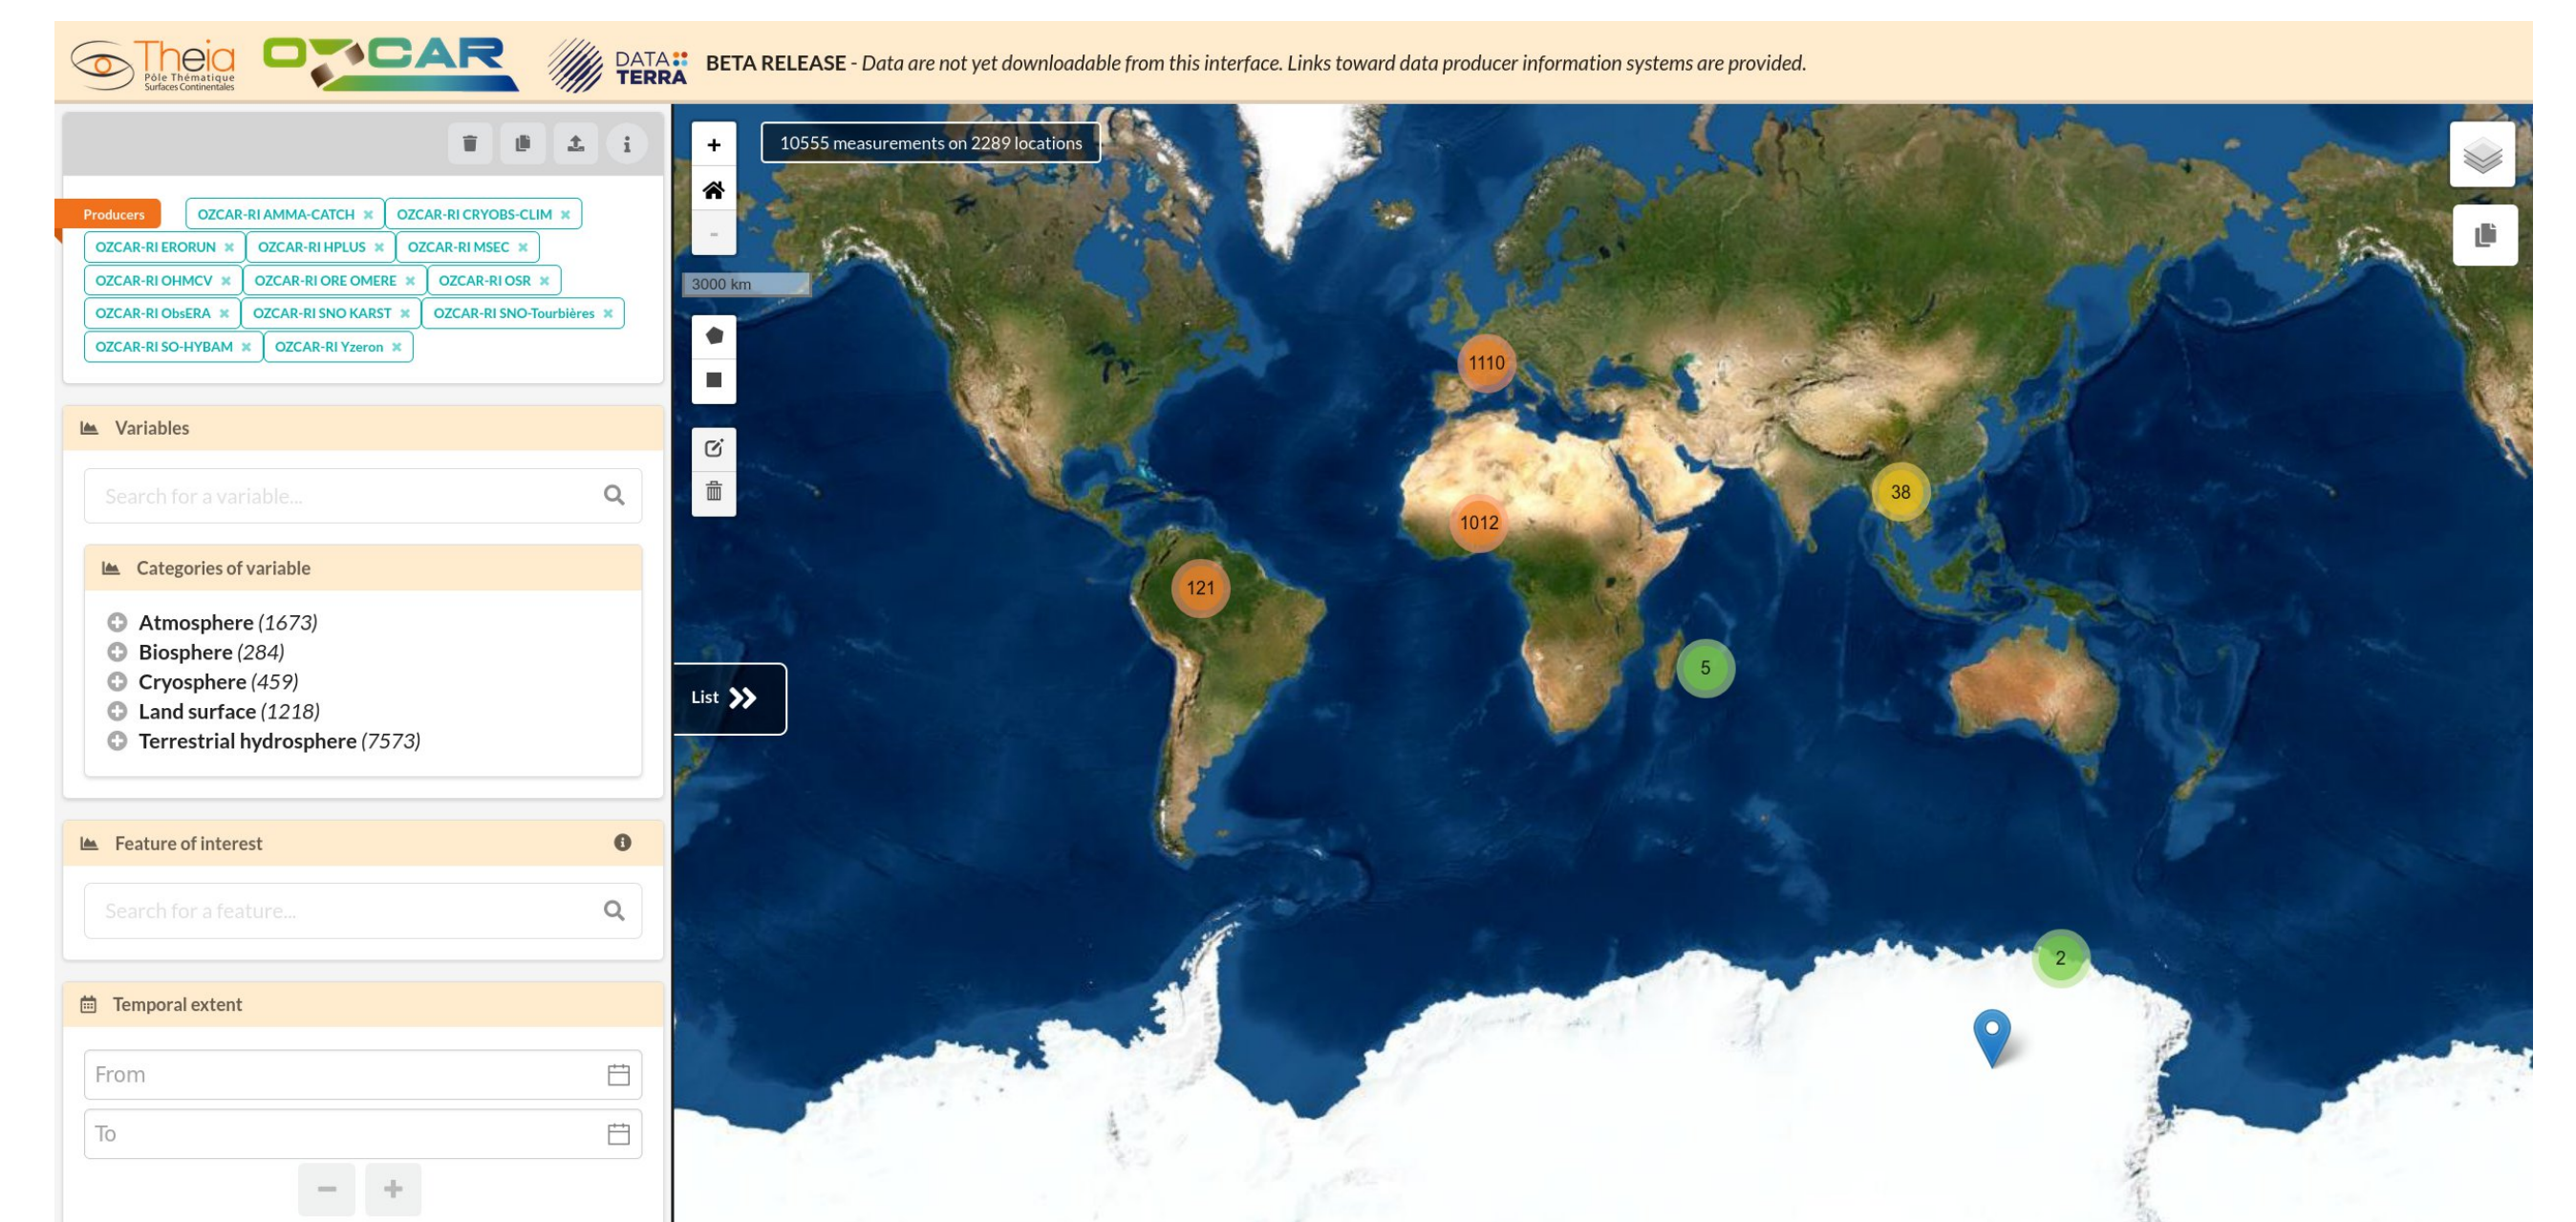 Theia
Pôle Thématique
Surfaces Continentales
OZCAR
DATA
TERRA
BETA RELEASE - Data are not yet downloadable from this interface. Links toward data producer information systems are provided.
Producers
OZCAR-RI AMMA-CATCH × OZCAR-RI CRYOBS-CLIM ×
OZCAR-RI ERORUN × OZCAR-RI HPLUS × OZCAR-RI MSEC ×
OZCAR-RI OHMCV × OZCAR-RI ORE OMERE × OZCAR-RI OSR ×
OZCAR-RI ObsERA × OZCAR-RI SNO KARST × OZCAR-RI SNO-Tourbières ×
OZCAR-RI SO-HYBAM × OZCAR-RI Yzeron ×
Variables
Search for a variable...
Categories of variable
Atmosphere (1673)
Biosphere (284)
Cryosphere (459)
Land surface (1218)
Terrestrial hydrosphere (7573)
Feature of interest
Search for a feature...
Temporal extent
From
To
10555 measurements on 2289 locations
3000 km
List
1110
38
1012
121
5
2